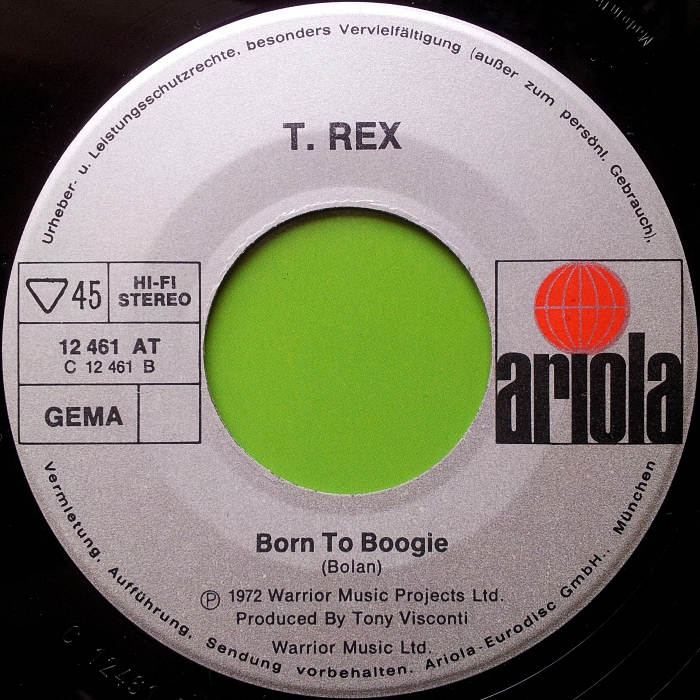 Urheber- u. Leistungsschutzrechte, besonders Vervielfältigung (außer zum persönl. Gebrauch),
T. REX
45
HI-FI
STEREO
12 461 AT
C 12 461 B
GEMA
ariola
Born To Boogie
(Bolan)
Ⓟ 1972 Warrior Music Projects Ltd.
Produced By Tony Visconti
Warrior Music Ltd.
Vermietung, Aufführung, Sendung vorbehalten. Ariola-Eurodisc GmbH., München